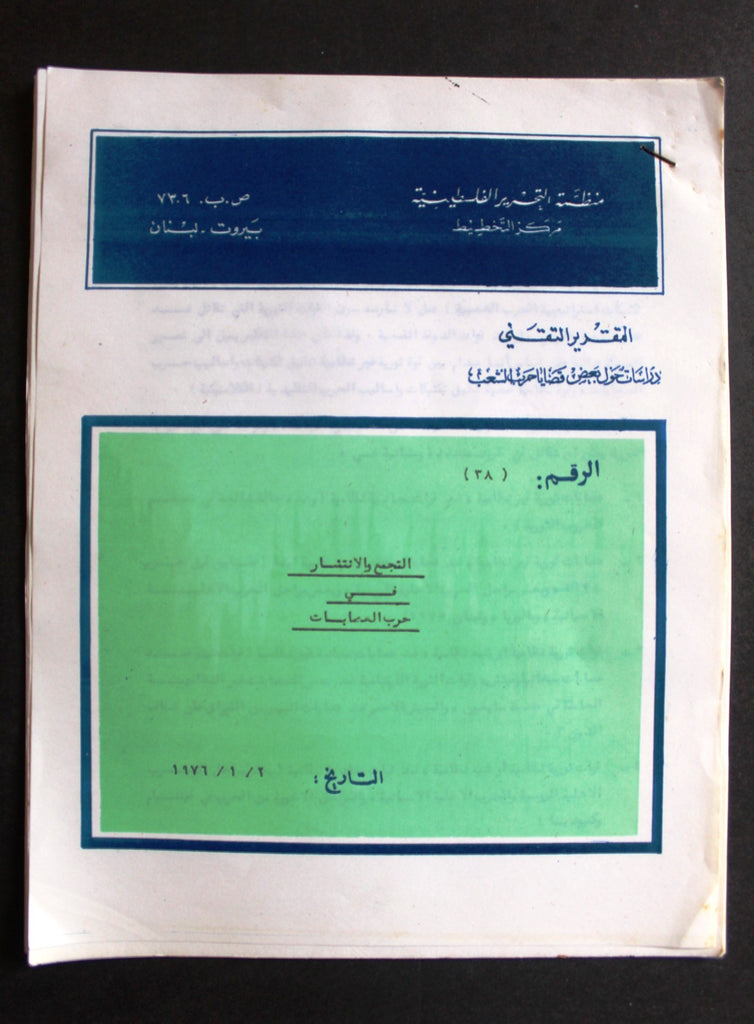 منظمة التحرير الفلسطينية
مركز التخطيط
ص.ب. ٧٣٠٦
بيروت . لبنان
التقرير التقني
دراسات حول بعض قضايا حرب الشعب
الرقم: (٣٨)
التجمع والانتشار
في
حرب العصابات
التاريخ: ٢ / ١ / ١٩٧٦